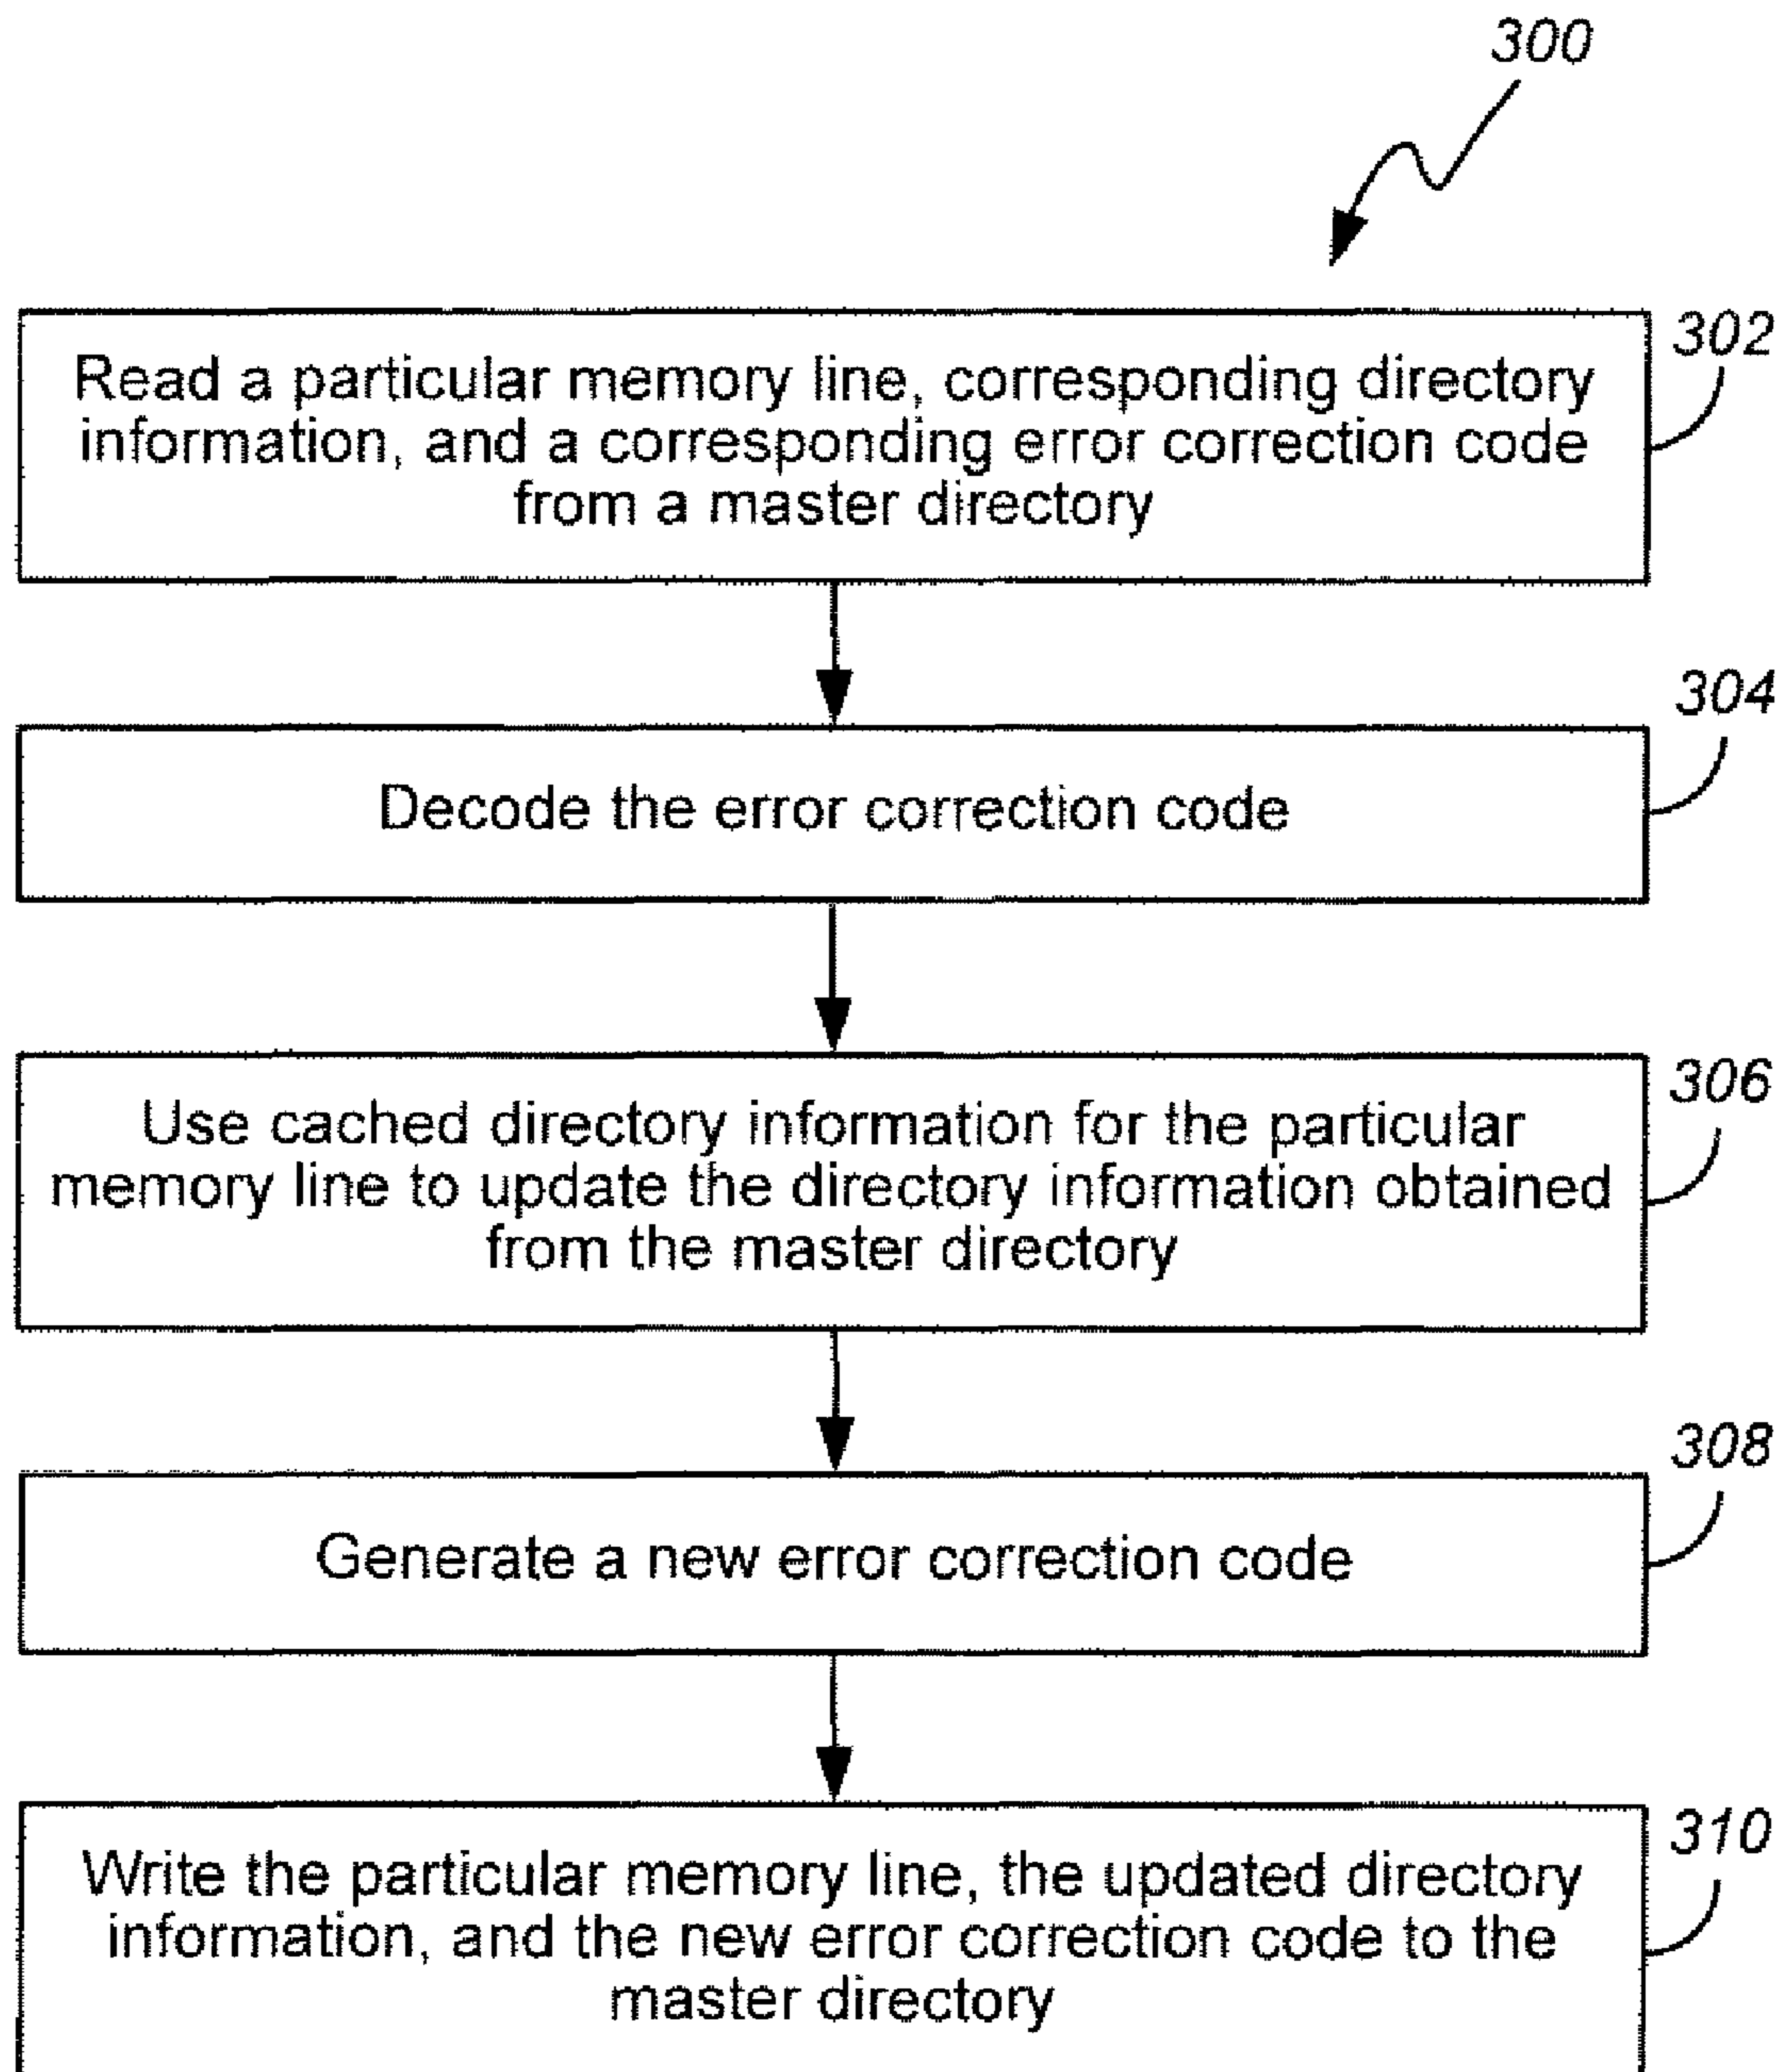 300
302
Read a particular memory line, corresponding directory
information, and a corresponding error correction code
from a master directory
304
Decode the error correction code
306
Use cached directory information for the particular
memory line to update the directory information obtained
from the master directory
308
Generate a new error correction code
310
Write the particular memory line, the updated directory
information, and the new error correction code to the
master directory